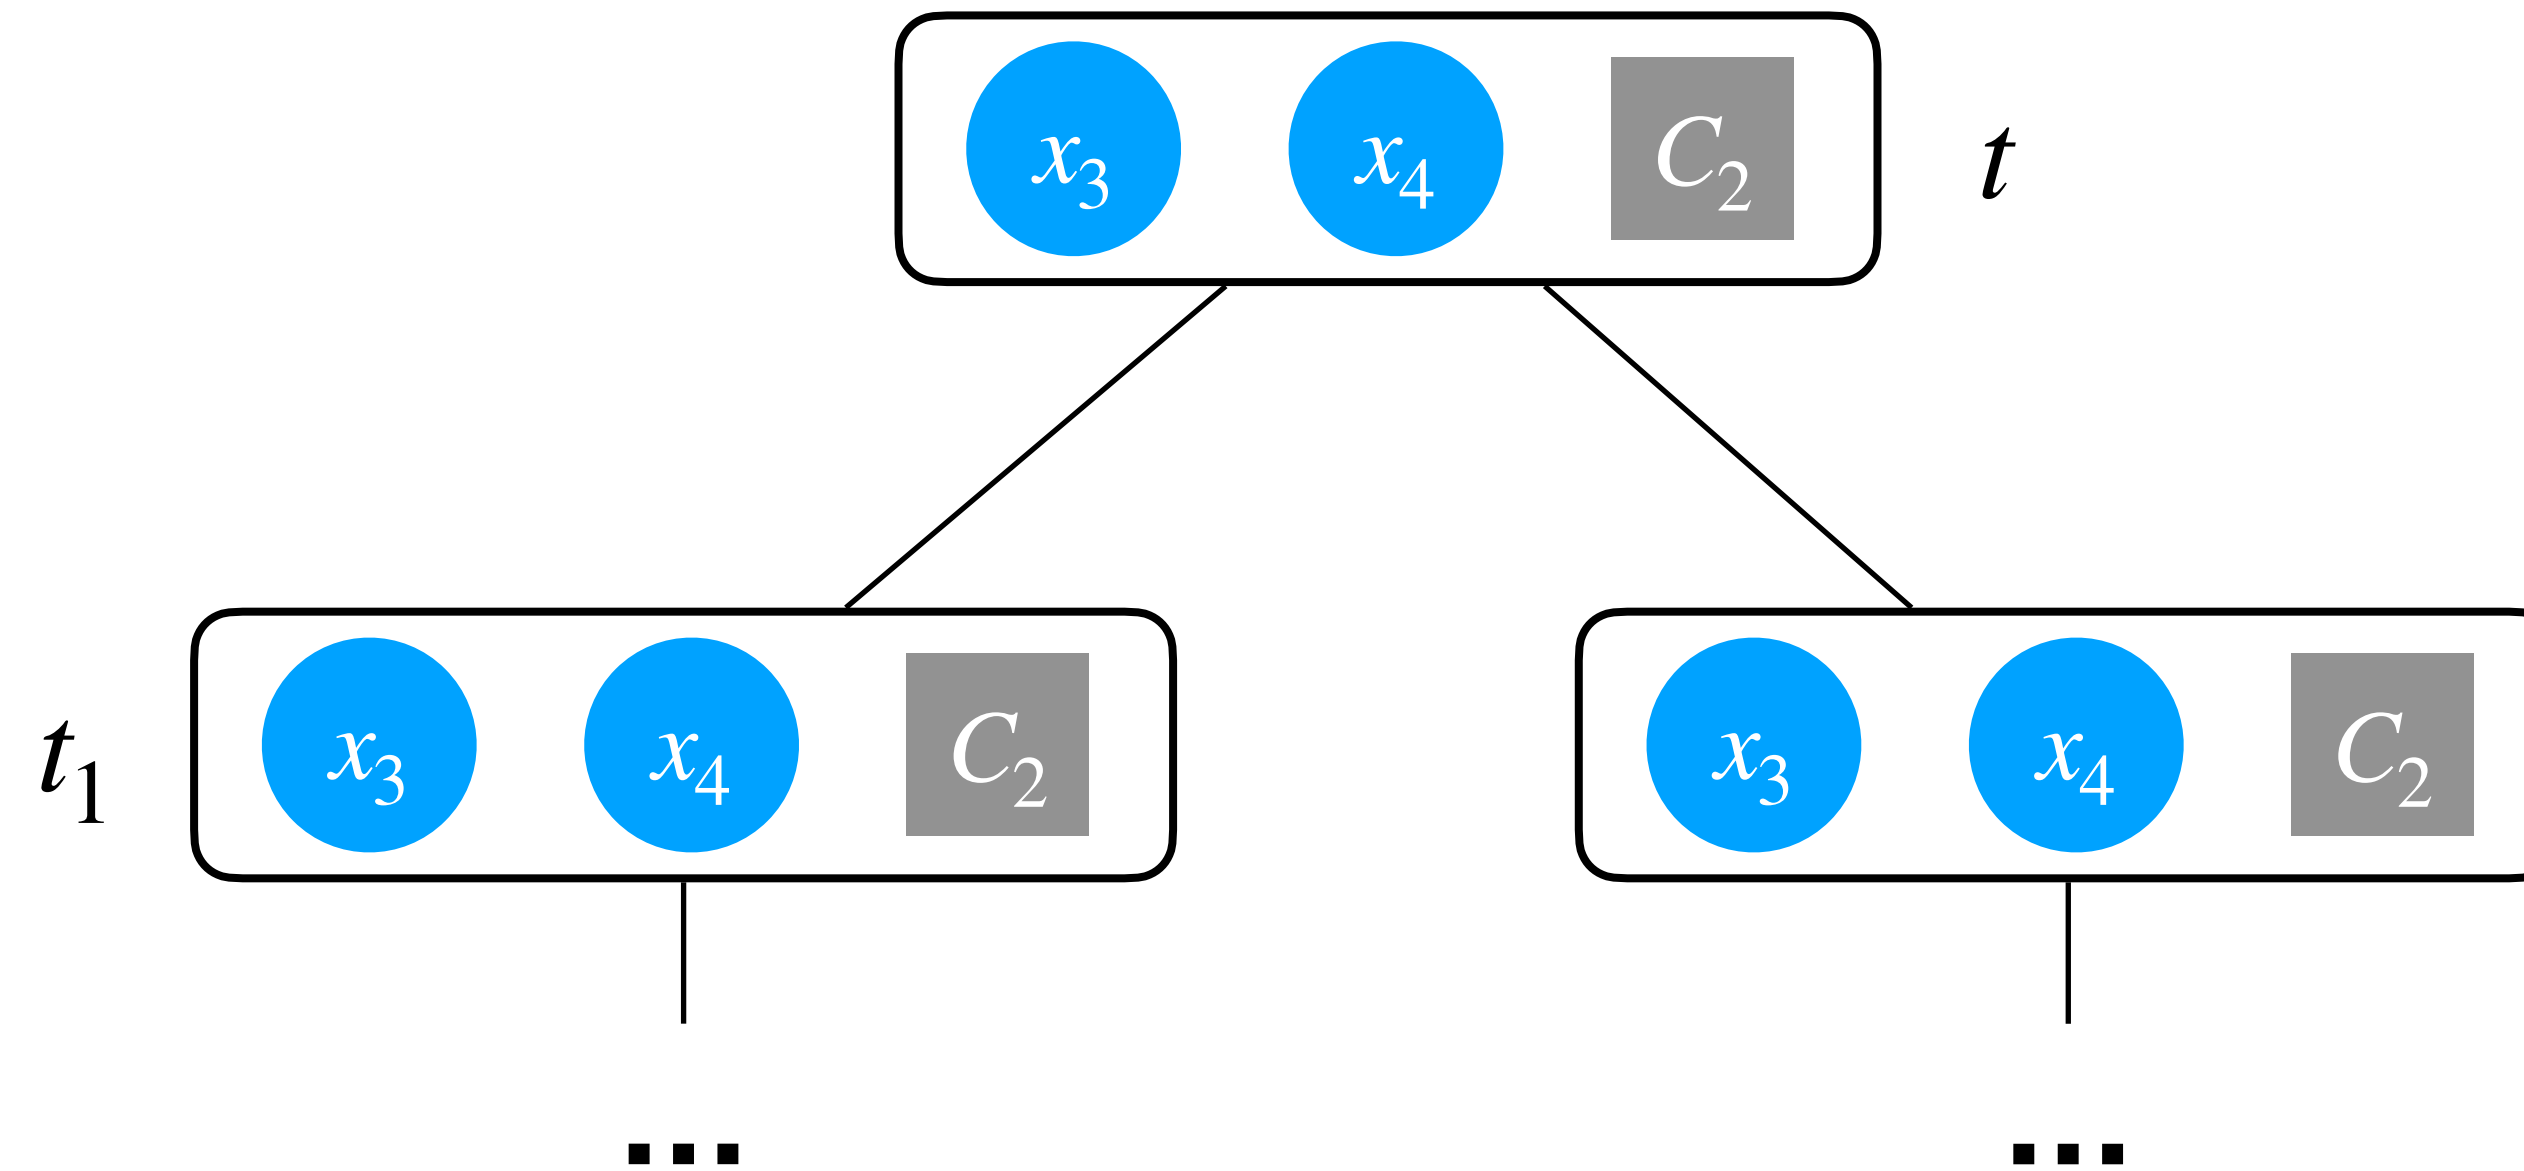 x₃ x₄ C₂ t
t₁ x₃ x₄ C₂ x₃ x₄ C₂
... ...